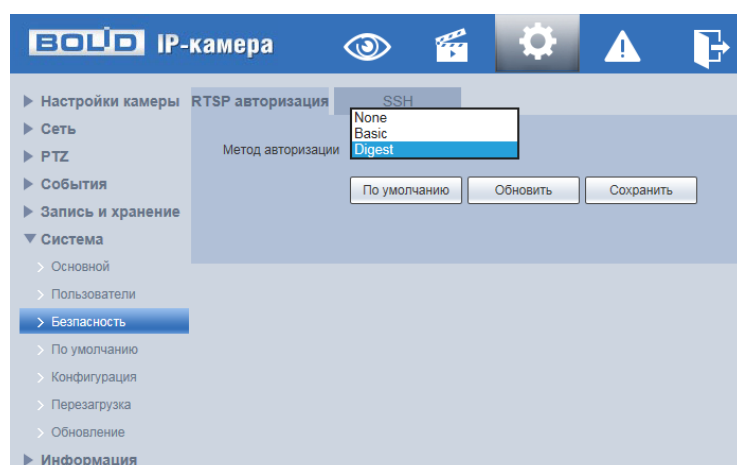 BOLID IP-камера
Настройки камеры
Сеть
PTZ
События
Запись и хранение
Система
Основной
Пользователи
Безопасность
По умолчанию
Конфигурация
Перезагрузка
Обновление
Информация
RTSP авторизация SSH
Метод авторизации
None
Basic
Digest
По умолчанию Обновить Сохранить